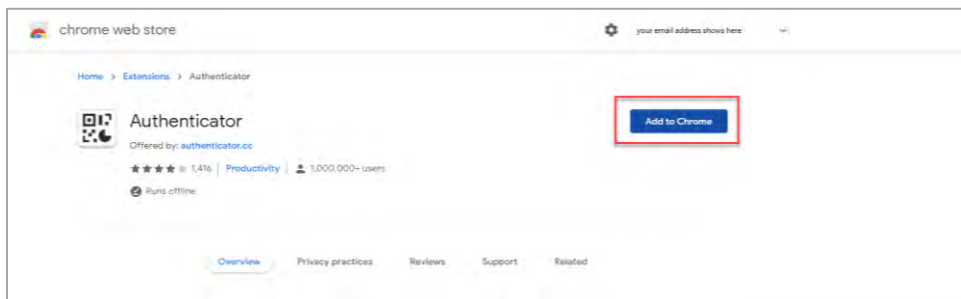 chrome web store
your email address shows here
Home > Extensions > Authenticator
Authenticator
Add to Chrome
Offered by: authenticator.cc
1,416 | Productivity | 1,000,000+ users
Runs offline
Overview Privacy practices Reviews Support Related